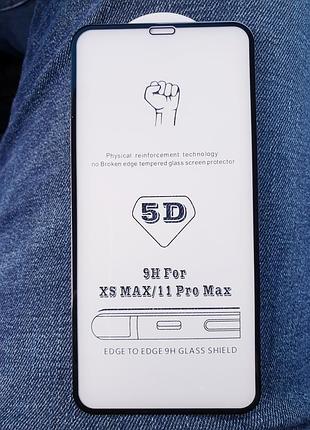 Physical reinforcement technology
no Broken edge tempered glass screen protector
5D
9H For
XS MAX/11 Pro Max
EDGE TO EDGE 9H GLASS SHIELD